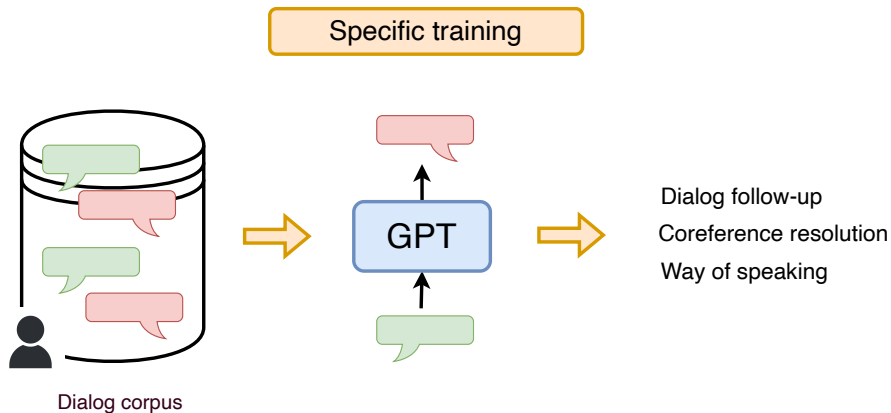 Specific training
GPT
Dialog follow-up
Coreference resolution
Way of speaking
Dialog corpus